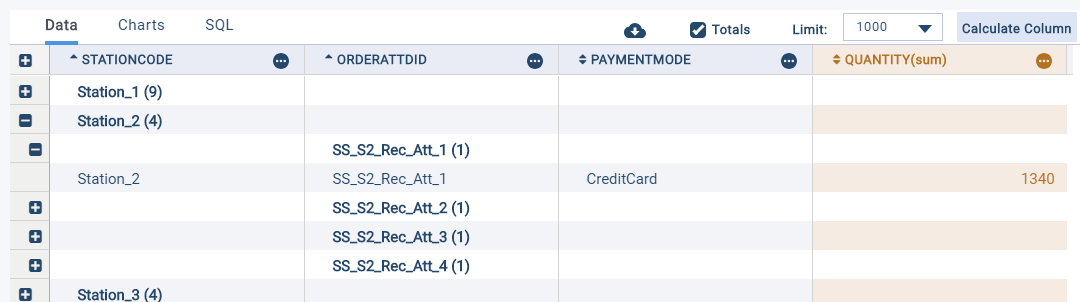 Data Charts SQL Totals Limit: 1000 Calculate Column
STATIONCODE ORDERATTDID PAYMENTMODE QUANTITY(sum)
Station_1 (9)
Station_2 (4)
SS_S2_Rec_Att_1 (1)
Station_2 SS_S2_Rec_Att_1 CreditCard 1340
SS_S2_Rec_Att_2 (1)
SS_S2_Rec_Att_3 (1)
SS_S2_Rec_Att_4 (1)
Station_3 (4)